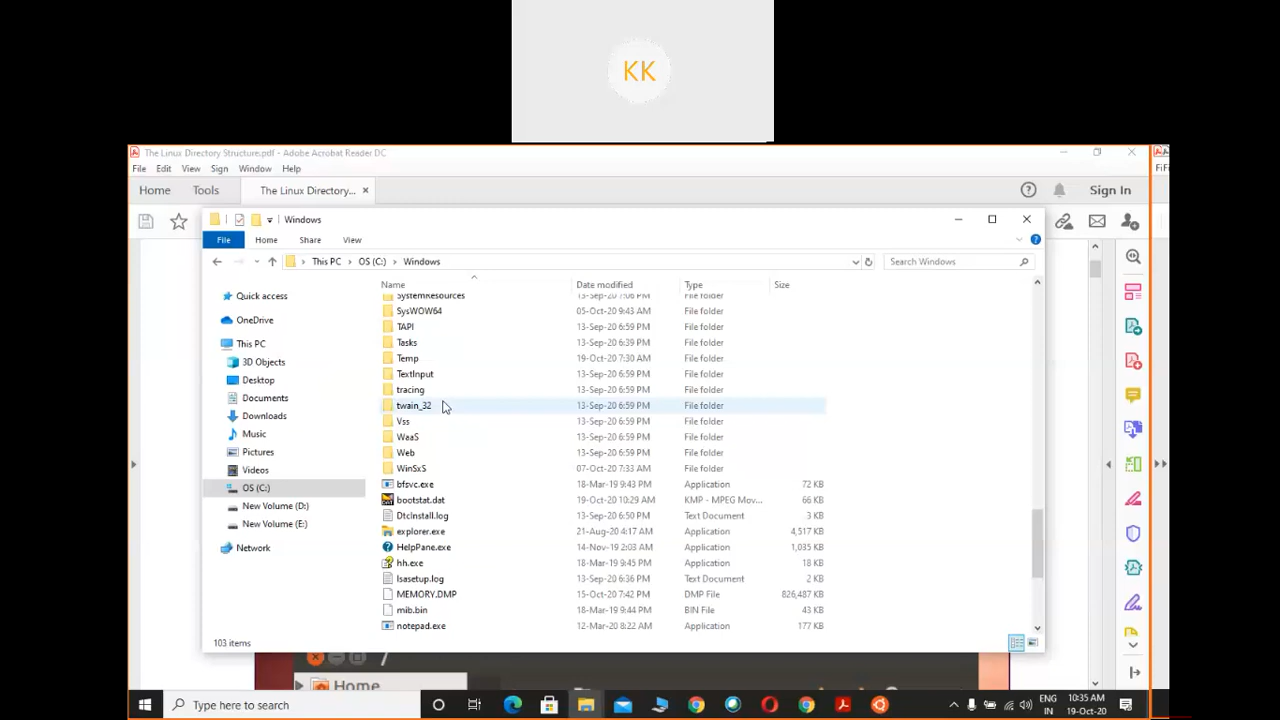 KK
The Linux Directory Structure.pdf - Adobe Acrobat Reader DC
File Edit View Sign Window Help
FiFi
Home Tools The Linux Directory... × Sign In
Windows
File Home Share View
This PC > OS (C:) > Windows Search Windows
Name Date modified Type Size
Quick access
OneDrive
This PC
3D Objects
Desktop
Documents
Downloads
Music
Pictures
Videos
OS (C:)
New Volume (D:)
New Volume (E:)
Network
SystemResources 13-Sep-20 7:06 PM File folder
SysWOW64 05-Oct-20 9:43 AM File folder
TAPI 13-Sep-20 6:59 PM File folder
Tasks 13-Sep-20 6:39 PM File folder
Temp 19-Oct-20 7:30 AM File folder
TextInput 13-Sep-20 6:59 PM File folder
tracing 13-Sep-20 6:59 PM File folder
twain_32 13-Sep-20 6:59 PM File folder
Vss 13-Sep-20 6:59 PM File folder
WaaS 13-Sep-20 6:59 PM File folder
Web 13-Sep-20 6:59 PM File folder
WinSxS 07-Oct-20 7:33 AM File folder
bfsvc.exe 18-Mar-19 9:43 PM Application 72 KB
bootstat.dat 19-Oct-20 10:29 AM KMP - MPEG Mov... 66 KB
DtcInstall.log 13-Sep-20 6:50 PM Text Document 3 KB
explorer.exe 21-Aug-20 4:17 AM Application 4,517 KB
HelpPane.exe 14-Nov-19 2:03 AM Application 1,035 KB
hh.exe 18-Mar-19 9:45 PM Application 18 KB
lsasetup.log 13-Sep-20 6:36 PM Text Document 2 KB
MEMORY.DMP 15-Oct-20 7:42 PM DMP File 826,487 KB
mib.bin 18-Mar-19 9:44 PM BIN File 43 KB
notepad.exe 12-Mar-20 8:22 AM Application 177 KB
103 items
/
Home
Type here to search
ENG 10:35 AM
IN 19-Oct-20